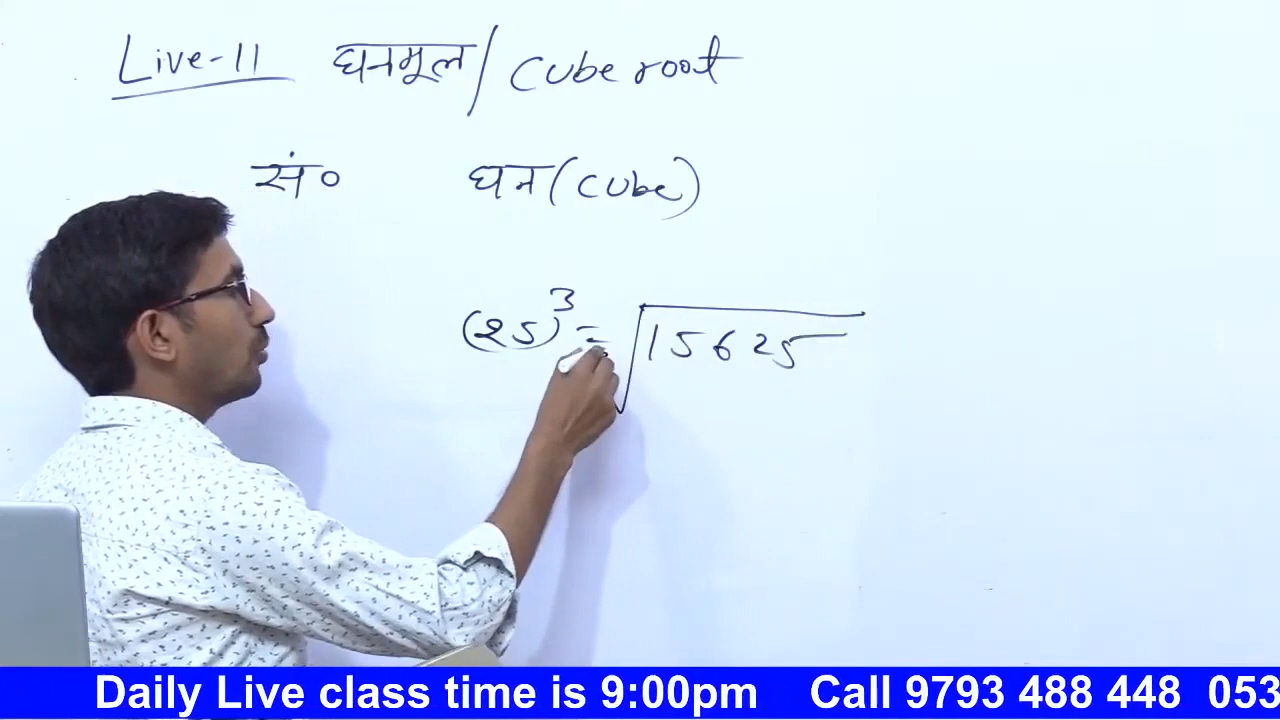 Live-11 घनमूल/Cube root
सं० घन(Cube)
(25)³ = √15625
Daily Live class time is 9:00pm Call 9793 488 448 053